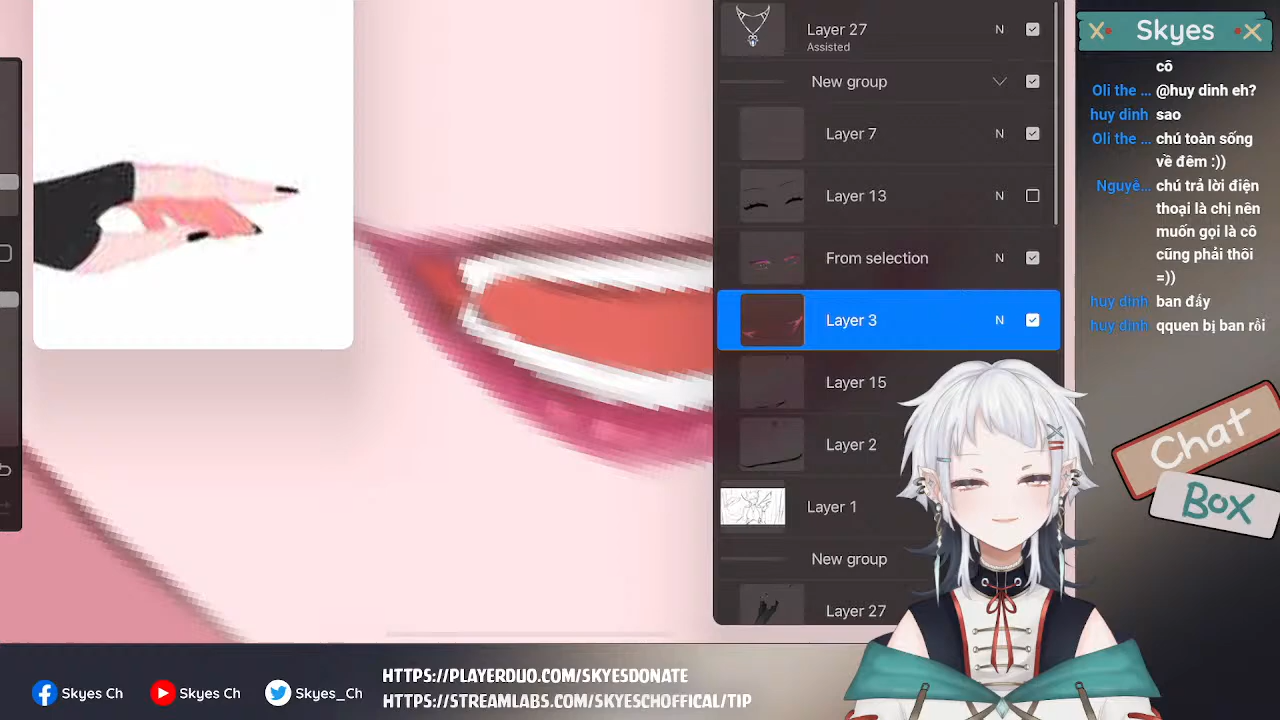 Layer 27
N
Assisted
New group
Layer 7
N
Layer 13
N
From selection
N
Layer 3
N
Layer 15
Layer 2
Layer 1
New group
Layer 27
Skyes
cô
Oli the ... @huy dinh eh?
huy dinh sao
Oli the ... chú toàn sống
về đêm :))
Nguyê... chú trả lời điện
thoại là chị nên
muốn gọi là cô
cũng phải thôi
=))
huy dinh ban đấy
huy dinh qquen bị ban rồi
Chat
Box
Skyes Ch
Skyes Ch
Skyes_Ch
HTTPS://PLAYERDUO.COM/SKYESDONATE
HTTPS://STREAMLABS.COM/SKYESCHOFFICAL/TIP